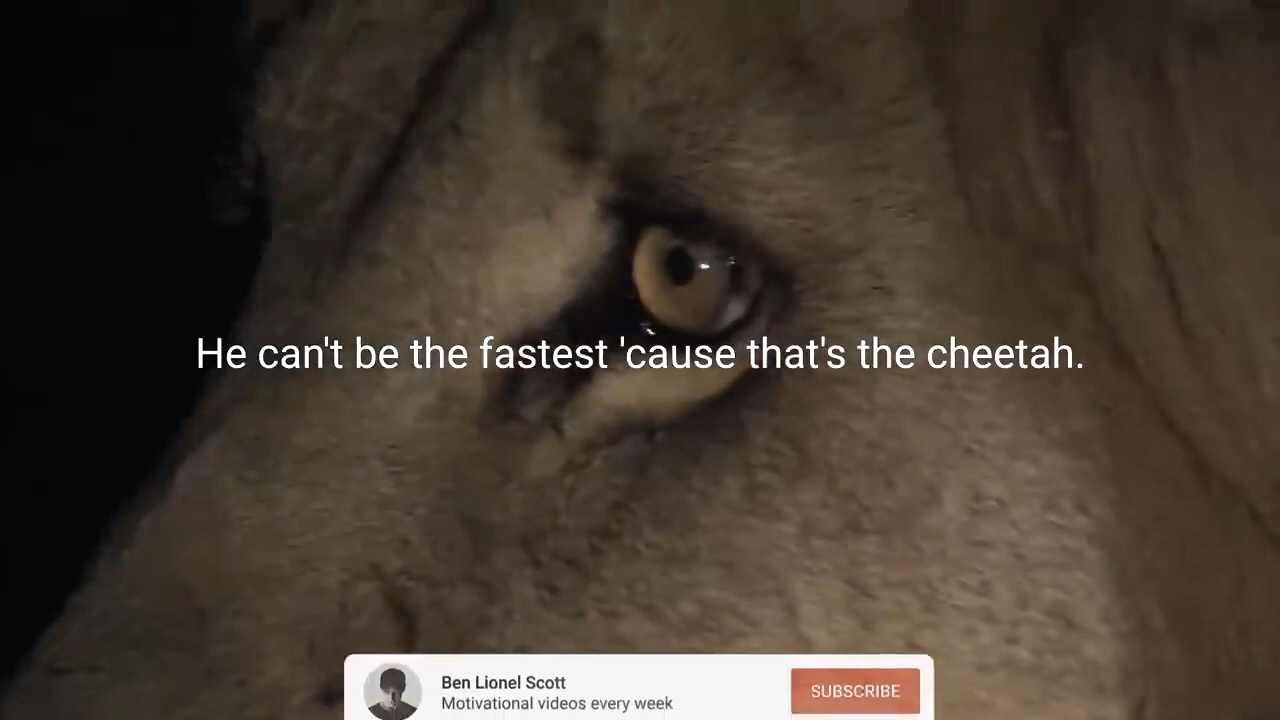 He can't be the fastest 'cause that's the cheetah.
Ben Lionel Scott
Motivational videos every week
SUBSCRIBE